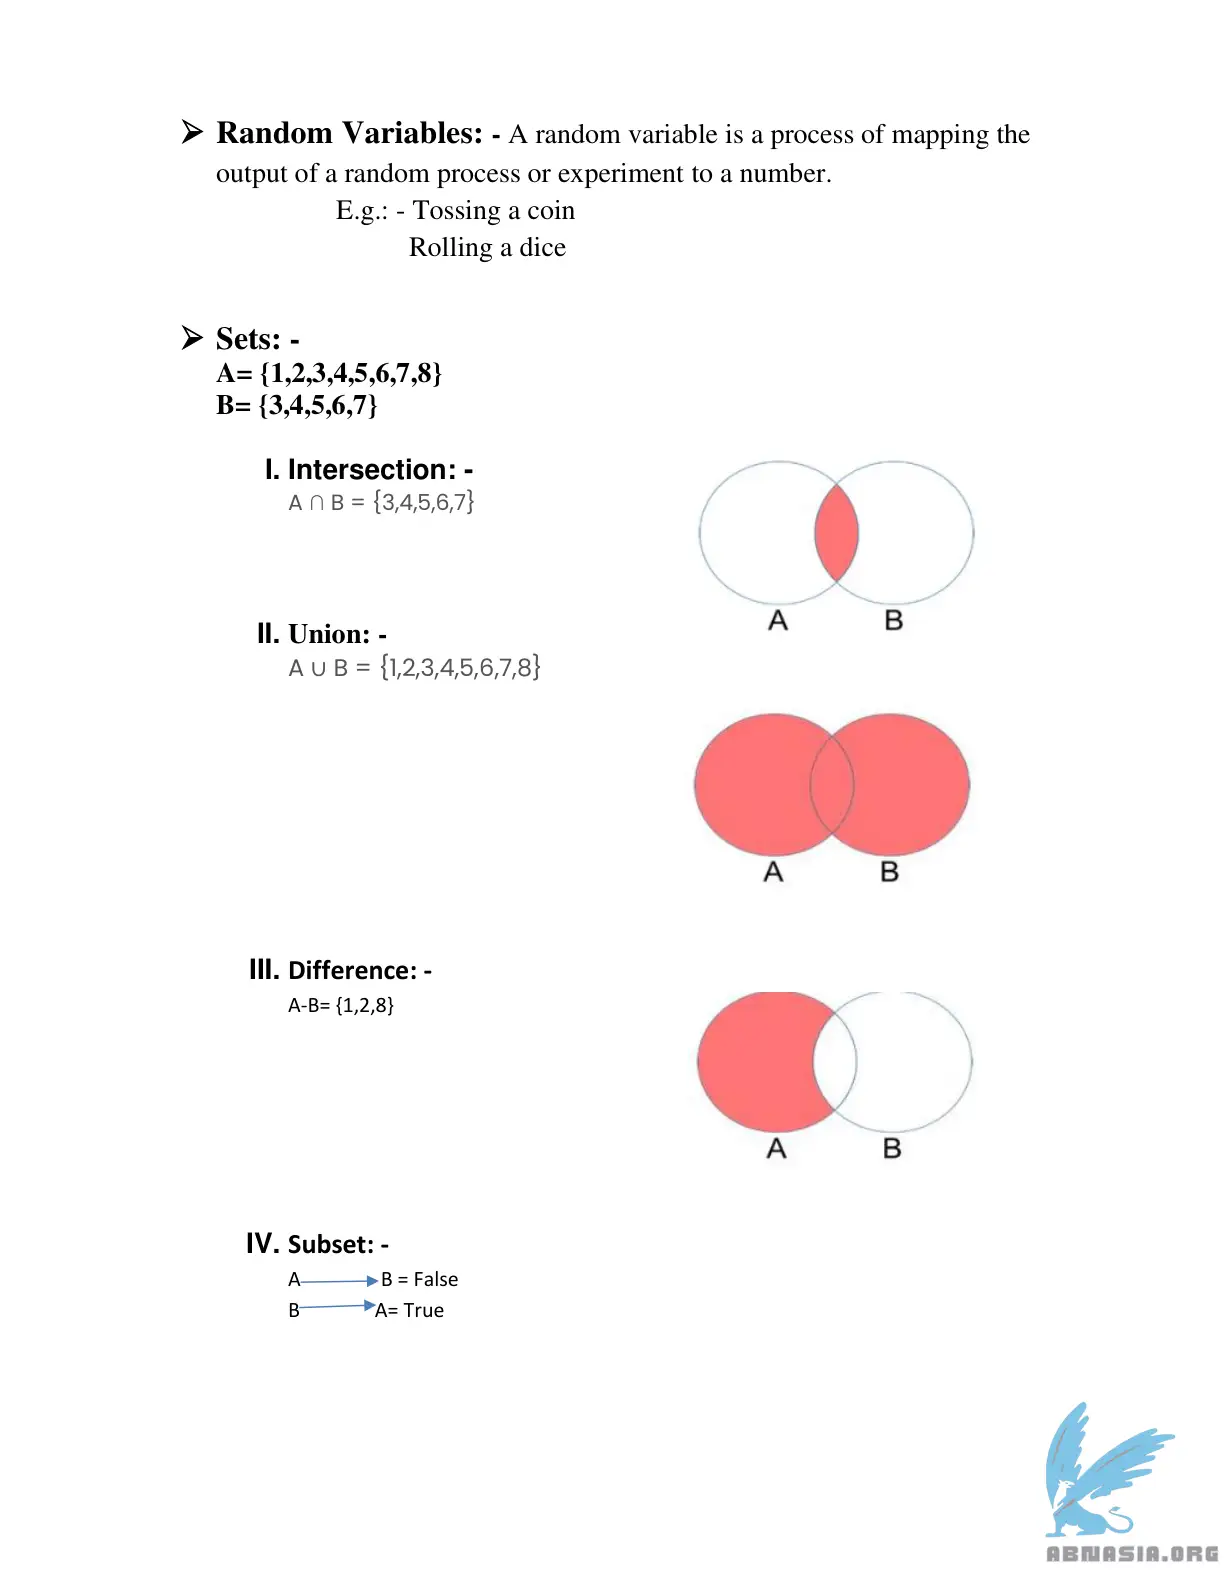 ➢ Random Variables: - A random variable is a process of mapping the
output of a random process or experiment to a number.
E.g.: - Tossing a coin
Rolling a dice
➢ Sets: -
A= {1,2,3,4,5,6,7,8}
B= {3,4,5,6,7}
I. Intersection: -
A ∩ B = {3,4,5,6,7}
A B
II. Union: -
A ∪ B = {1,2,3,4,5,6,7,8}
A B
III. Difference: -
A-B= {1,2,8}
A B
IV. Subset: -
A B = False
B A= True
ABNASIA.ORG